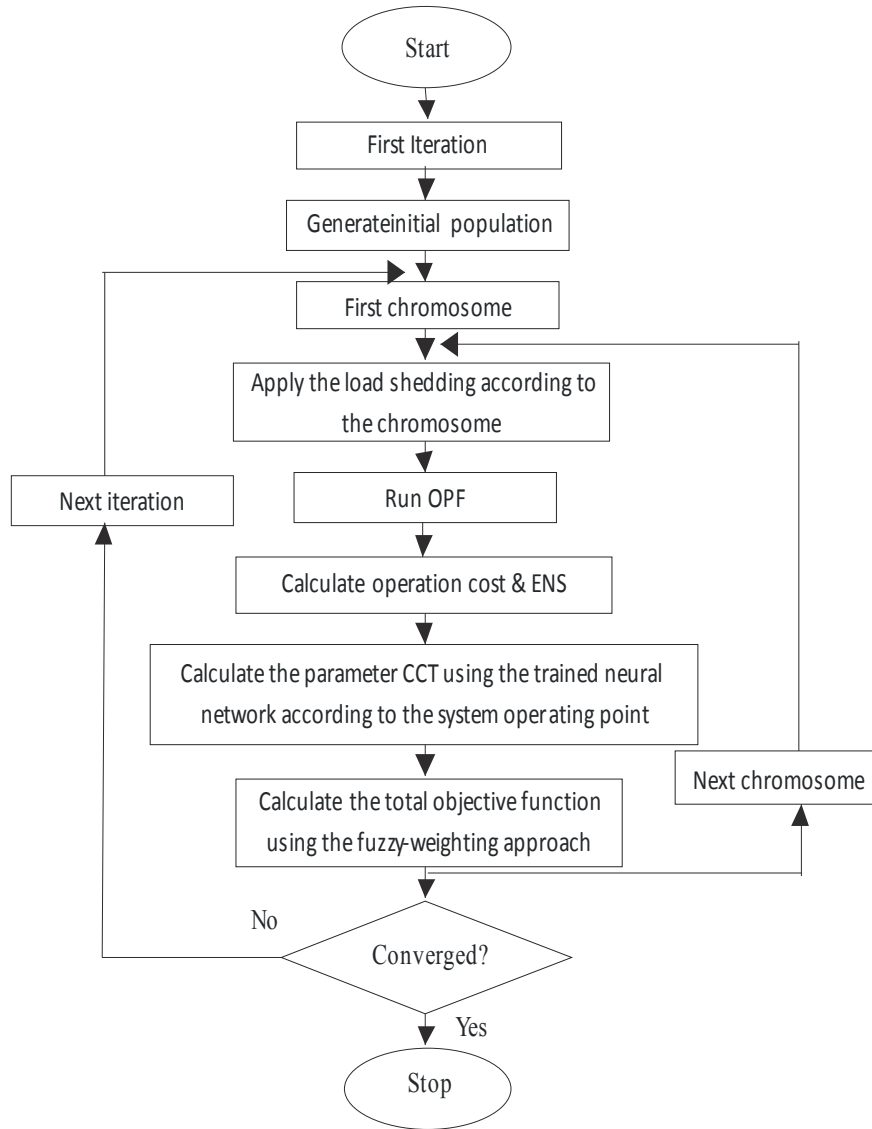 Start
First Iteration
Generateinitial population
First chromosome
Apply the load shedding according to
the chromosome
Next iteration
Run OPF
Calculate operation cost & ENS
Calculate the parameter CCT using the trained neural
network according to the system operating point
Next chromosome
Calculate the total objective function
using the fuzzy-weighting approach
No
Converged?
Yes
Stop